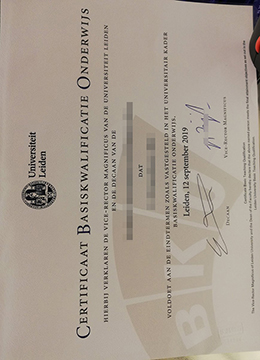 Universiteit
Leiden
CERTIFICAAT BASISKWALIFICATIE ONDERWIJS
HIERBIJ VERKLAREN DE VICE-RECTOR MAGNIFICUS VAN DE UNIVERSITEIT LEIDEN
EN DE DECAAN VAN DE
DAT
VOLDOET AAN DE EINDTERMEN ZOALS VASTGESTELD IN HET UNIVERSITAIR KADER
BASISKWALIFICATIE ONDERWIJS.
Leiden, 12 september 2019
DECAAN
VICE-RECTOR MAGNIFICUS
BKO